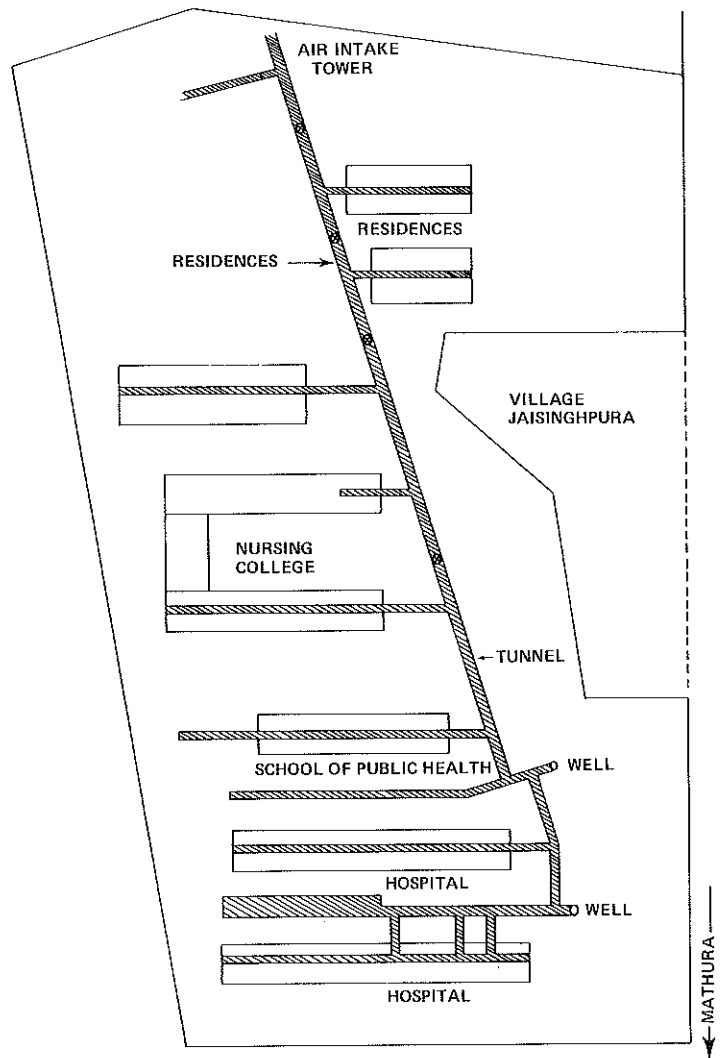 AIR INTAKE
TOWER
RESIDENCES
RESIDENCES
VILLAGE
JAISINGHPURA
NURSING
COLLEGE
TUNNEL
SCHOOL OF PUBLIC HEALTH
WELL
HOSPITAL
WELL
HOSPITAL
MATHURA